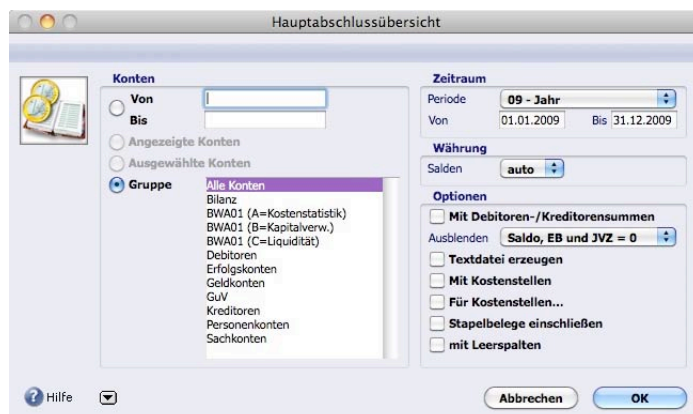 Hauptabschlussübersicht
Konten
Von
Bis
Angezeigte Konten
Ausgewählte Konten
Gruppe
Alle Konten
Bilanz
BWA01 (A=Kostenstatistik)
BWA01 (B=Kapitalverw.)
BWA01 (C=Liquidität)
Debitoren
Erfolgskonten
Geldkonten
GuV
Kreditoren
Personenkonten
Sachkonten
Zeitraum
Periode 09 - Jahr
Von 01.01.2009 Bis 31.12.2009
Währung
Salden auto
Optionen
Mit Debitoren-/Kreditorensummen
Ausblenden Saldo, EB und JVZ = 0
Textdatei erzeugen
Mit Kostenstellen
Für Kostenstellen...
Stapelbelege einschließen
mit Leerspalten
Hilfe
Abbrechen OK